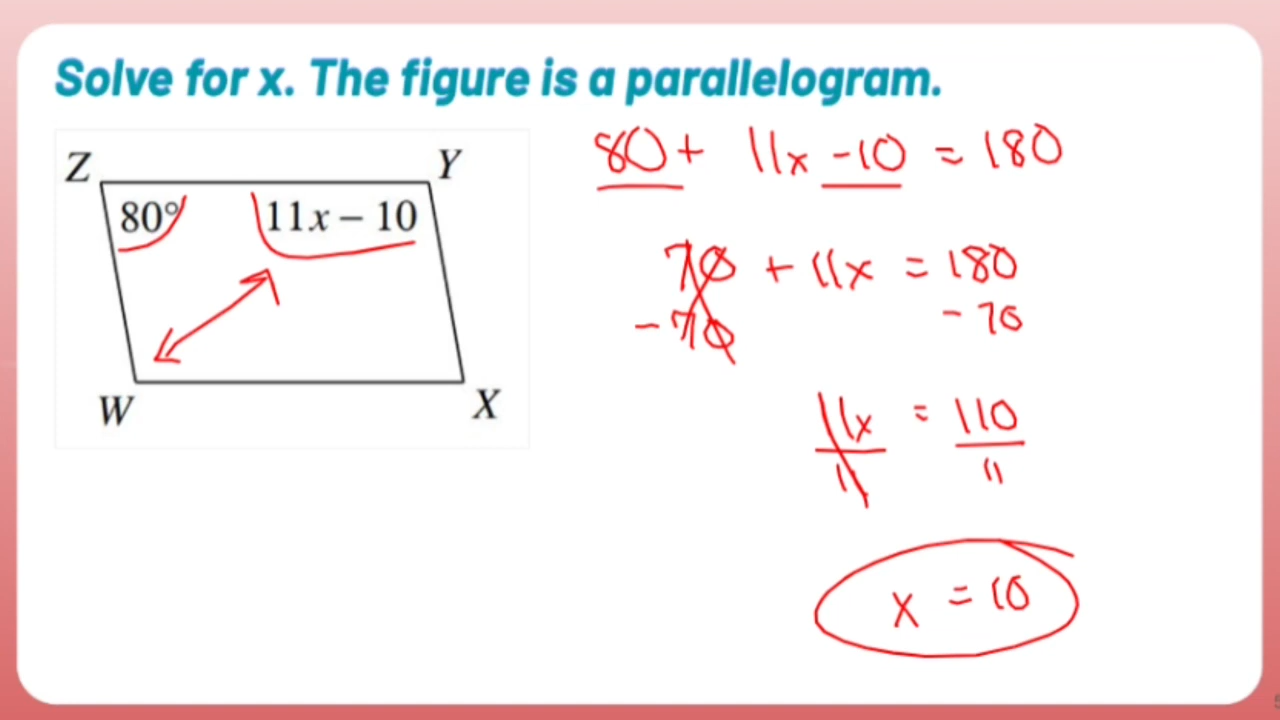 Solve for x. The figure is a parallelogram.
Z Y
80° 11x – 10
W X
80 + 11x - 10 = 180
70 + 11x = 180
- 70 - 70
11x = 110
11 11
x = 10